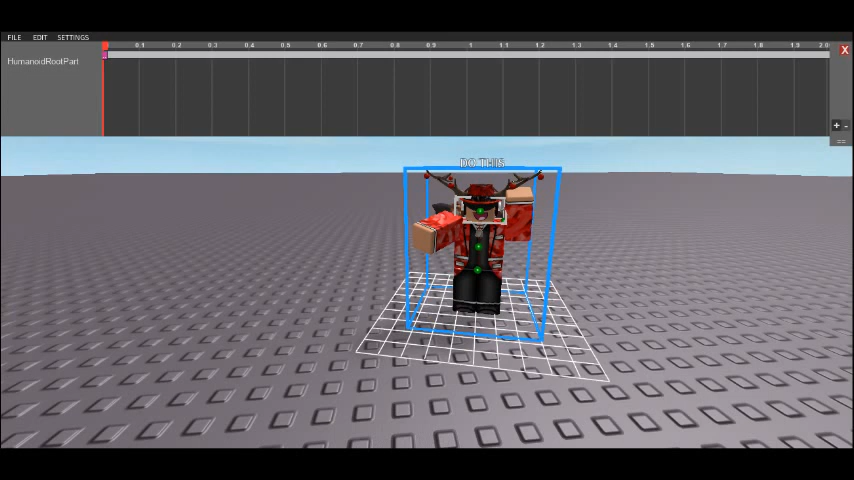 FILE EDIT SETTINGS
0.1 0.2 0.3 0.4 0.5 0.6 0.7 0.8 0.9 1 1.1 1.2 1.3 1.4 1.5 1.6 1.7 1.8 1.9 2.0
X
HumanoidRootPart
+ -
==
DO THIS